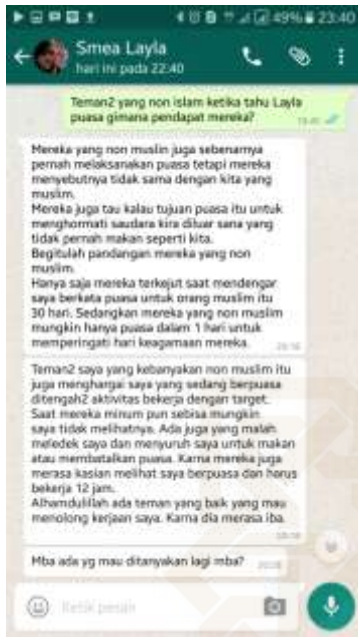 49% 23:40
Smea Layla
hari ini pada 22:40
Teman2 yang non islam ketika tahu Layla
puasa gimana pendapat mereka?
Mereka yang non muslin juga sebenarnya
pernah melaksanakan puasa tetapi mereka
menyebutnya tidak sama dengan kita yang
muslim.
Mereka juga tau kalau tujuan puasa itu untuk
menghormati saudara kira diluar sana yang
tidak pernah makan seperti kita.
Begitulah pandangan mereka yang non
muslim.
Hanya saja mereka terkejut saat mendengar
saya berkata puasa untuk orang muslim itu
30 hari. Sedangkan mereka yang non muslim
mungkin hanya puasa dalam 1 hari untuk
memperingati hari keagamaan mereka.
Teman2 saya yang kebanyakan non muslim itu
juga menghargai saya yang sedang berpuasa
ditengah2 aktivitas bekerja dengan target.
Saat mereka minum pun sebisa mungkin
saya tidak melihatnya. Ada juga yang malah
meledek saya dan menyuruh saya untuk makan
atau membatalkan puasa. Karna mereka juga
merasa kasian melihat saya berpuasa dan harus
bekerja 12 jam.
Alhamdulillah ada teman yang baik yang mau
menolong kerjaan saya. Karna dia merasa iba.
Mba ada yg mau ditanyakan lagi mba?
Ketik pesan